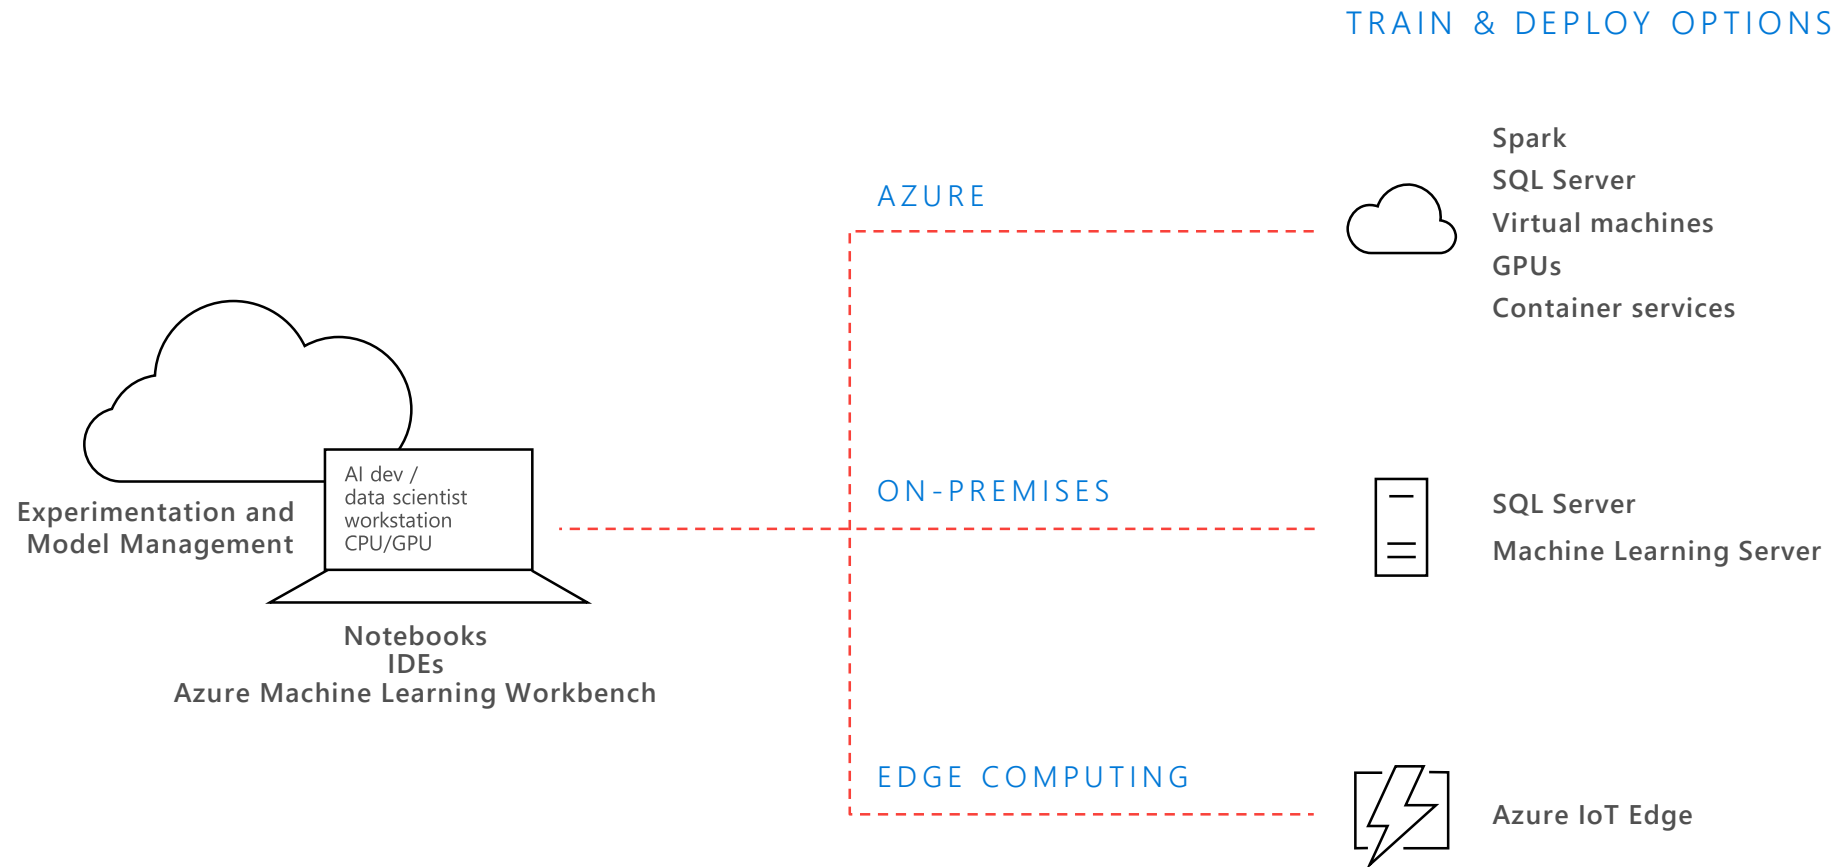 TRAIN & DEPLOY OPTIONS
AZURE
Spark
SQL Server
Virtual machines
GPUs
Container services
Experimentation and
Model Management
AI dev /
data scientist
workstation
CPU/GPU
Notebooks
IDEs
Azure Machine Learning Workbench
ON-PREMISES
SQL Server
Machine Learning Server
EDGE COMPUTING
Azure IoT Edge